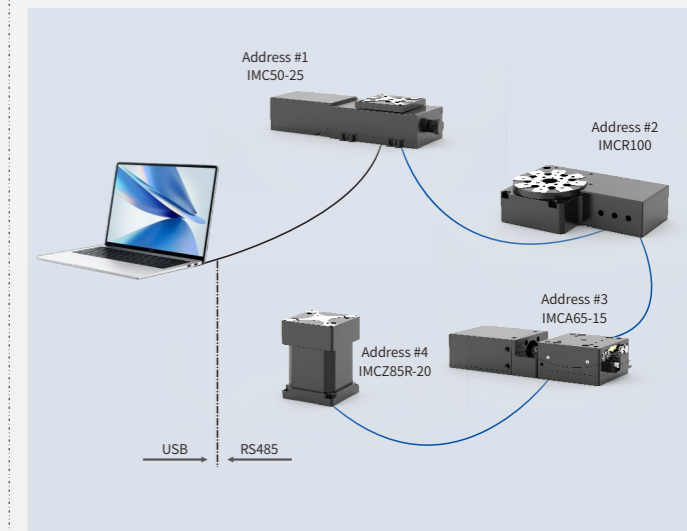 Address #1
IMC50-25
Address #2
IMCR100
Address #3
IMCA65-15
Address #4
IMCZ85R-20
USB
RS485